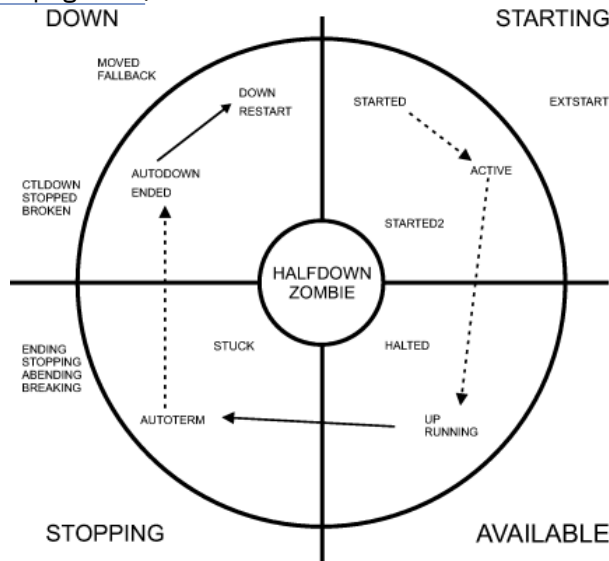 DOWN
STARTING
MOVED
FALLBACK
DOWN
RESTART
STARTED
EXTSTART
AUTODOWN
ENDED
ACTIVE
CTLDOWN
STOPPED
BROKEN
STARTED2
HALFDOWN
ZOMBIE
ENDING
STOPPING
ABENDING
BREAKING
STUCK
HALTED
AUTOTERM
UP
RUNNING
STOPPING
AVAILABLE